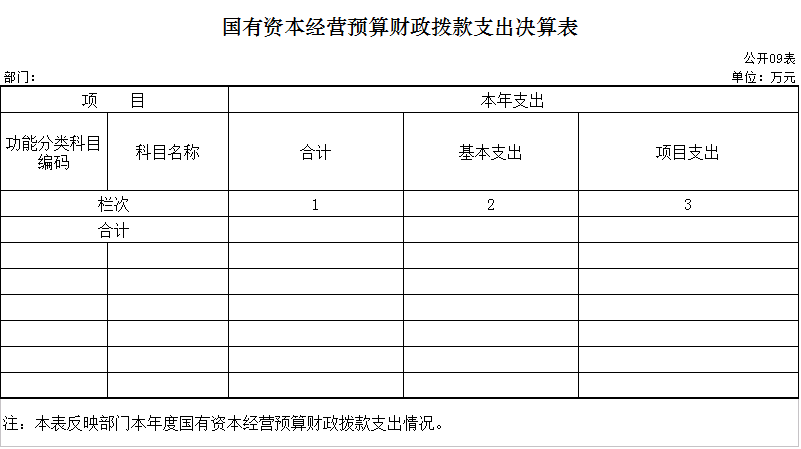 国有资本经营预算财政拨款支出决算表
公开09表
部门： 单位：万元
项 目 本年支出
功能分类科目编码 科目名称 合计 基本支出 项目支出
栏次 1 2 3
合计
注：本表反映部门本年度国有资本经营预算财政拨款支出情况。